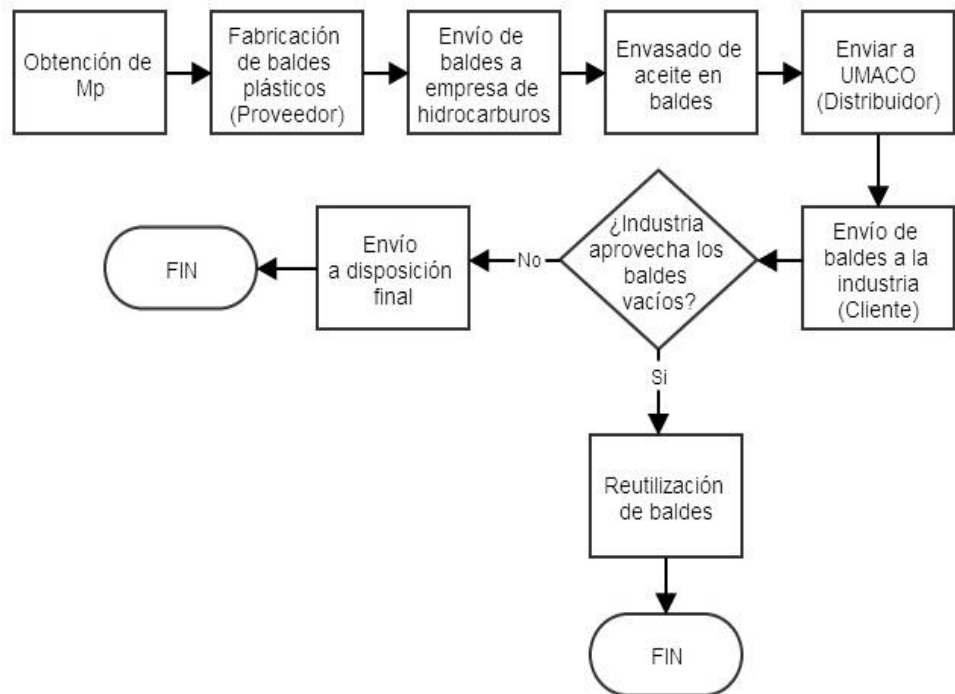 Obtención de
Mp
Fabricación
de baldes
plásticos
(Proveedor)
Envío de
baldes a
empresa de
hidrocarburos
Envasado de
aceite en
baldes
Enviar a
UMACO
(Distribuidor)
Envío de
baldes a la
industria
(Cliente)
¿Industria
aprovecha los
baldes
vacíos?
No
Envío
a disposición
final
FIN
Si
Reutilización
de baldes
FIN